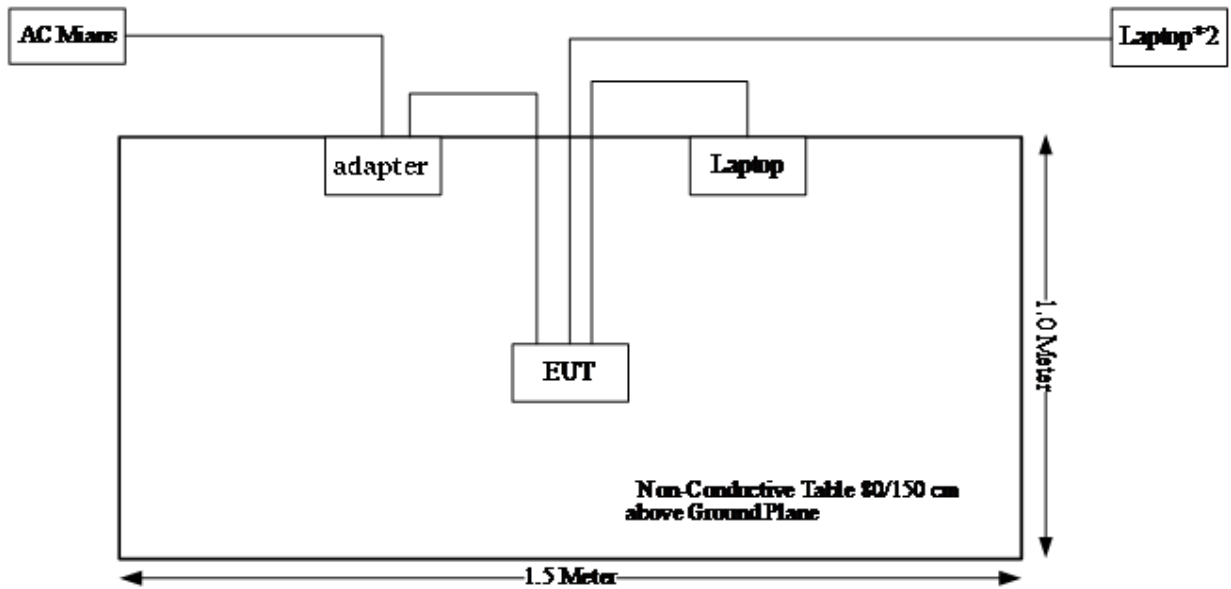 AC Mians
Laptop*2
adapter
Laptop
EUT
1.0 Meter
Non-Conductive Table 80/150 cm
above Ground Plane
1.5 Meter